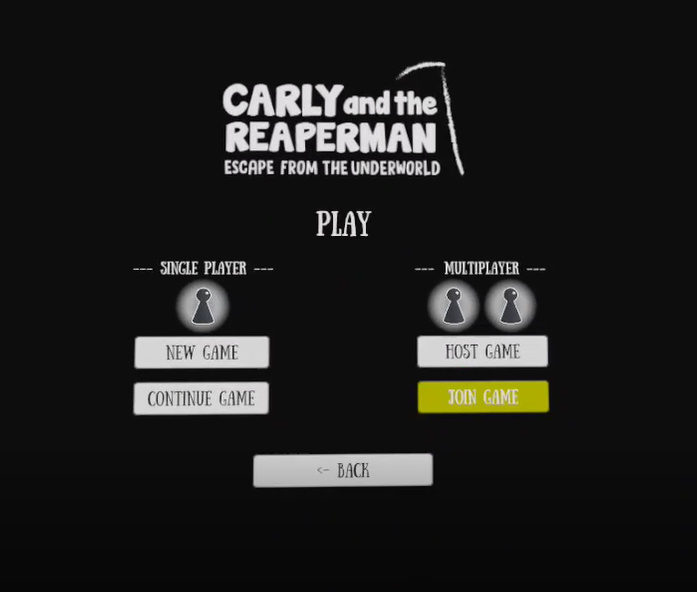 CARLY and the
REAPERMAN
ESCAPE FROM THE UNDERWORLD
PLAY
--- SINGLE PLAYER ---
NEW GAME
CONTINUE GAME
--- MULTIPLAYER ---
HOST GAME
JOIN GAME
<- BACK